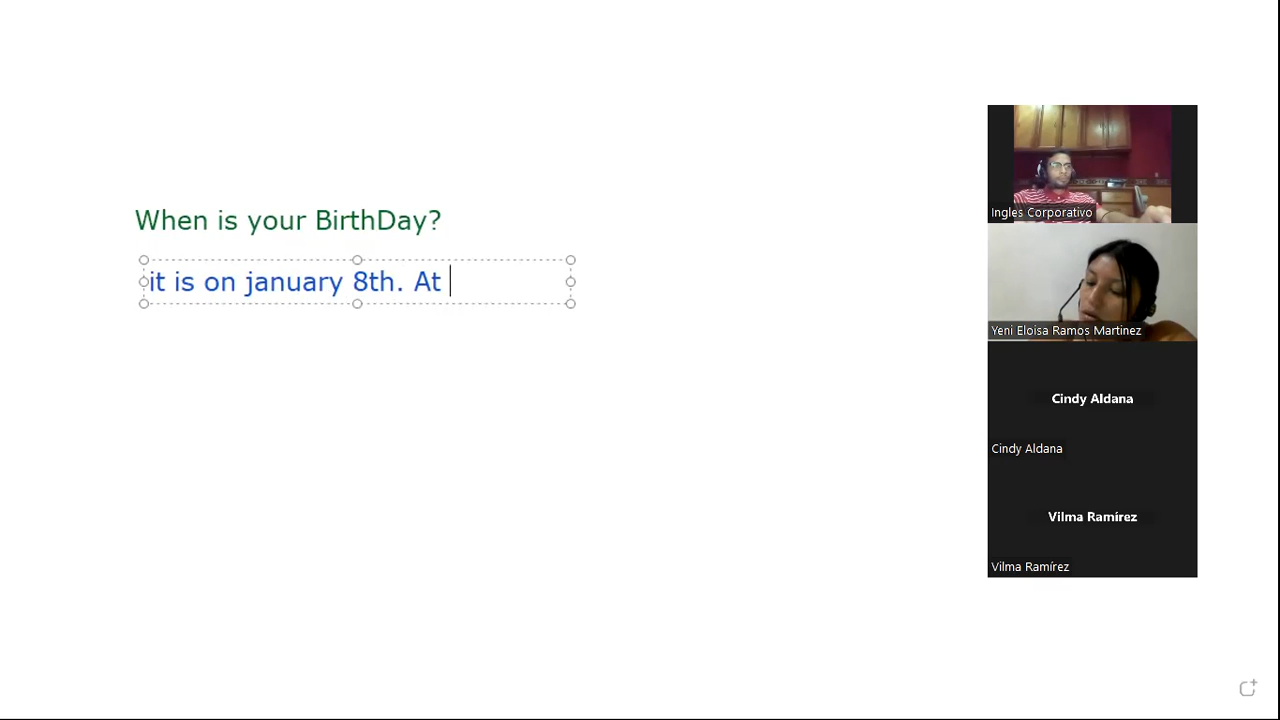 When is your BirthDay?
it is on january 8th. At
Ingles Corporativo
Yeni Eloisa Ramos Martinez
Cindy Aldana
Cindy Aldana
Vilma Ramírez
Vilma Ramírez